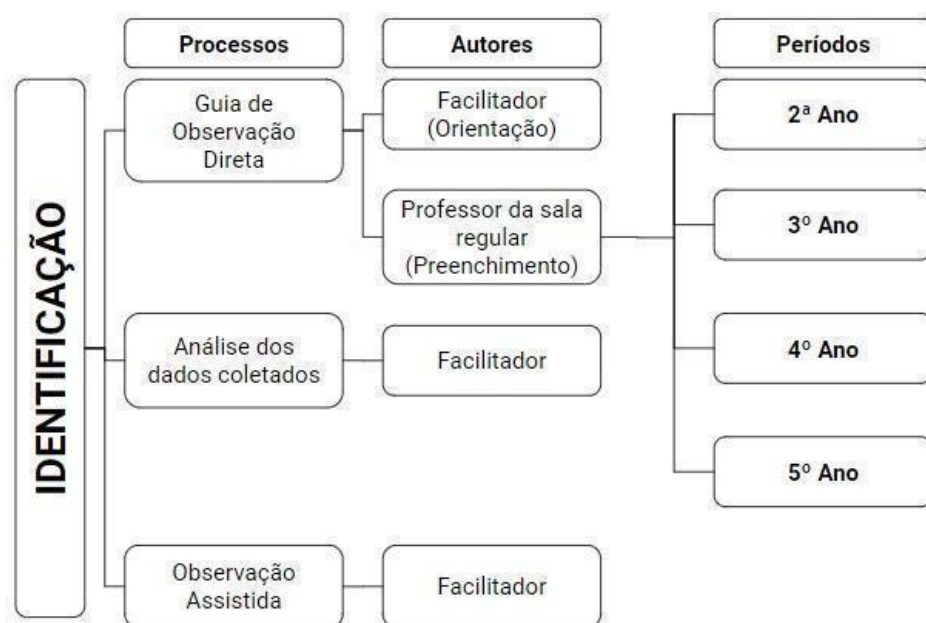 Processos
Autores
Períodos
IDENTIFICAÇÃO
Guia de
Observação
Direta
Facilitador
(Orientação)
Professor da sala
regular
(Preenchimento)
2ª Ano
3º Ano
4º Ano
5º Ano
Análise dos
dados coletados
Facilitador
Observação
Assistida
Facilitador